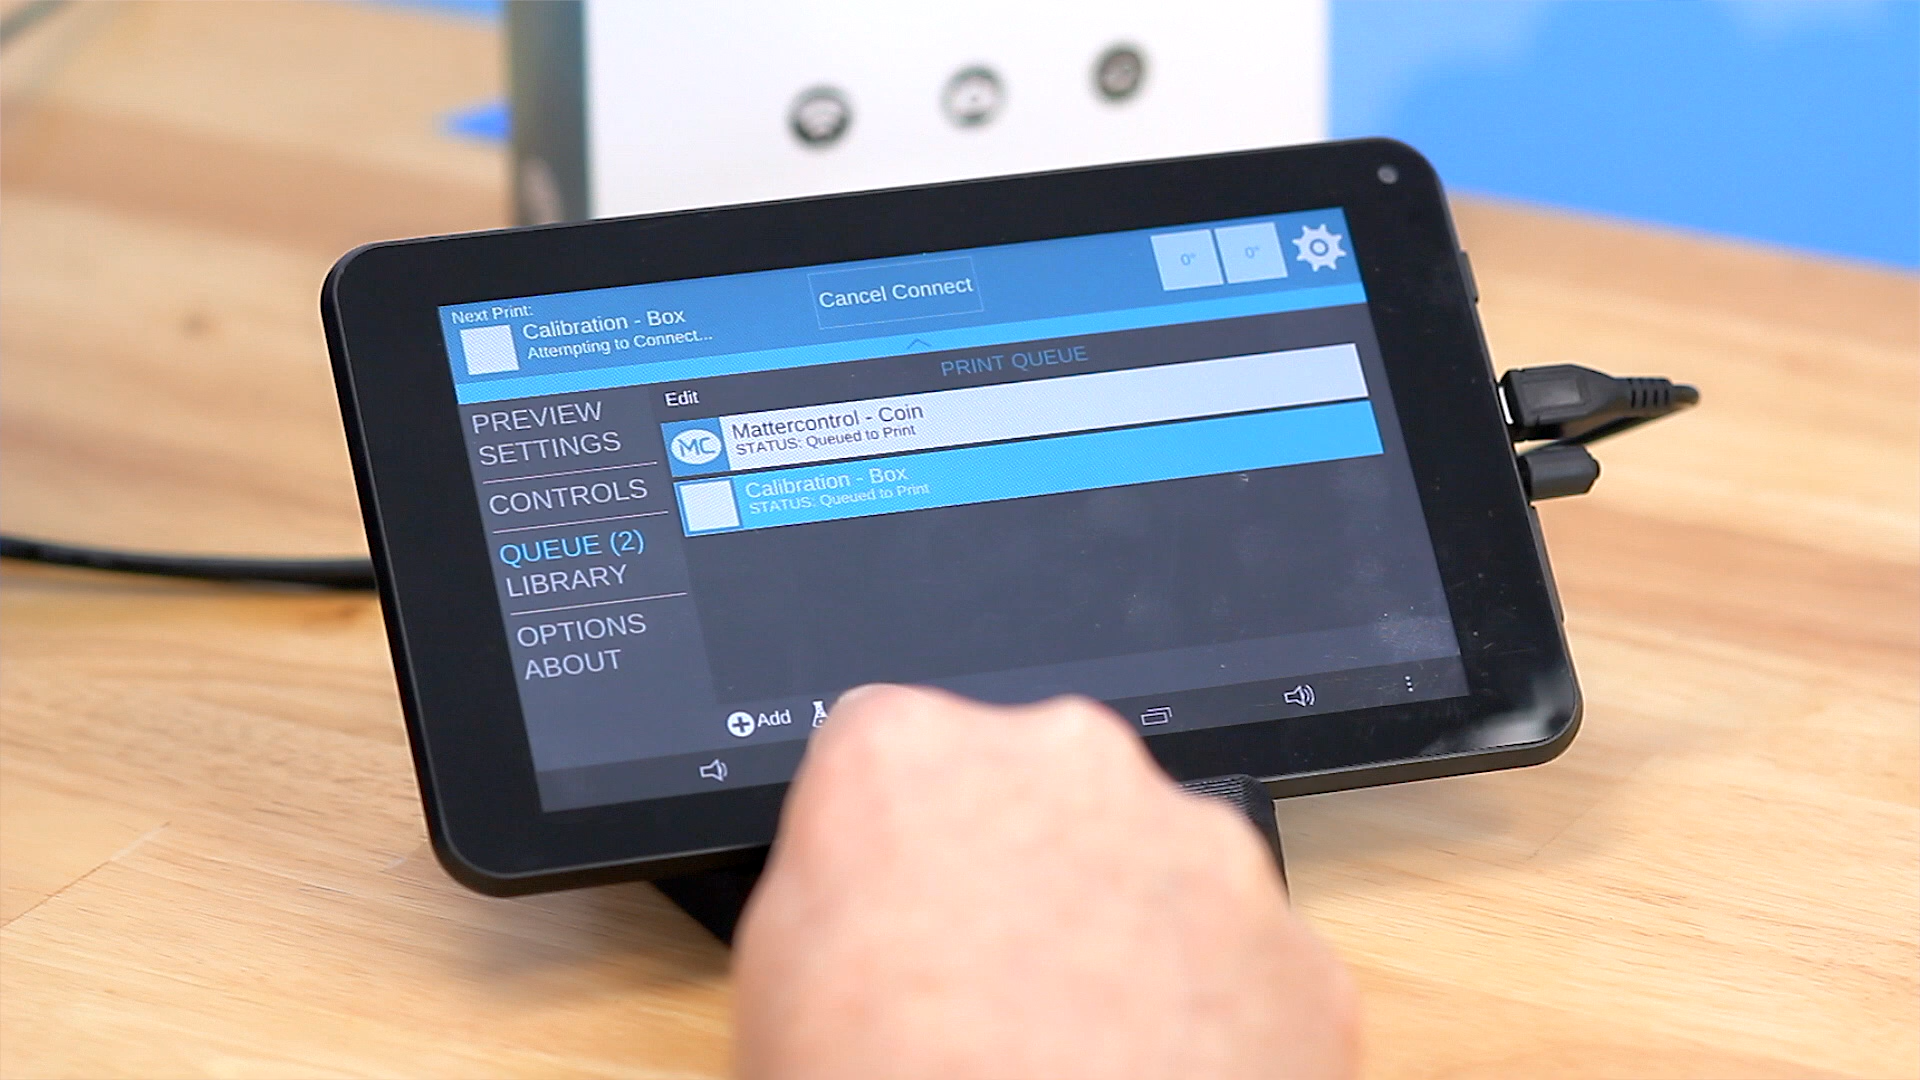 Next Print:
Calibration - Box
Attempting to Connect...
Cancel Connect
0°
0°
PREVIEW
SETTINGS
CONTROLS
QUEUE (2)
LIBRARY
OPTIONS
ABOUT
PRINT QUEUE
Edit
MC
Mattercontrol - Coin
STATUS: Queued to Print
Calibration - Box
STATUS: Queued to Print
Add